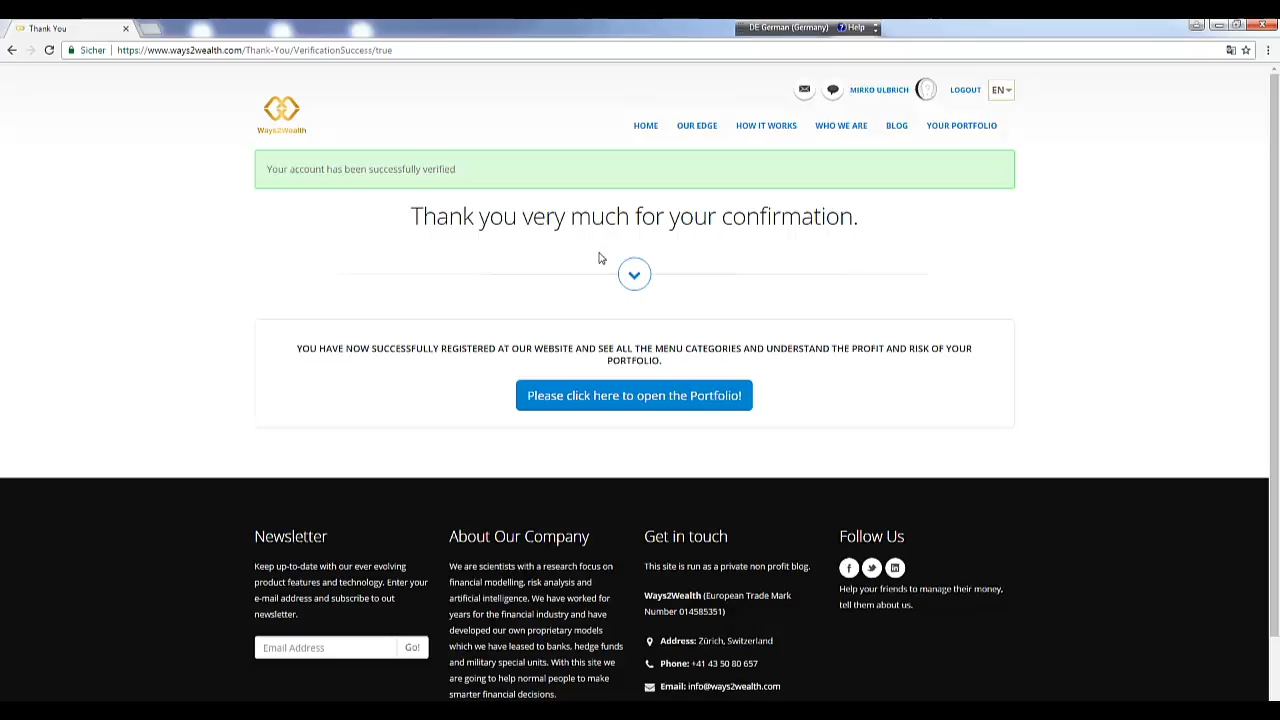 Thank You
DE German (Germany) Help
Sicher https://www.ways2wealth.com/Thank-You/VerificationSuccess/true
MIRKO ULBRICH LOGOUT EN
Ways2Wealth
HOME OUR EDGE HOW IT WORKS WHO WE ARE BLOG YOUR PORTFOLIO
Your account has been successfully verified
Thank you very much for your confirmation.
YOU HAVE NOW SUCCESSFULLY REGISTERED AT OUR WEBSITE AND SEE ALL THE MENU CATEGORIES AND UNDERSTAND THE PROFIT AND RISK OF YOUR
PORTFOLIO.
Please click here to open the Portfolio!
Newsletter
Keep up-to-date with our ever evolving
product features and technology. Enter your
e-mail address and subscribe to out
newsletter.
Email Address Go!
About Our Company
We are scientists with a research focus on
financial modelling, risk analysis and
artificial intelligence. We have worked for
years for the financial industry and have
developed our own proprietary models
which we have leased to banks, hedge funds
and military special units. With this site we
are going to help normal people to make
smarter financial decisions.
Get in touch
This site is run as a private non profit blog.
Ways2Wealth (European Trade Mark
Number 014585351)
Address: Zürich, Switzerland
Phone: +41 43 50 80 657
Email: info@ways2wealth.com
Follow Us
Help your friends to manage their money,
tell them about us.